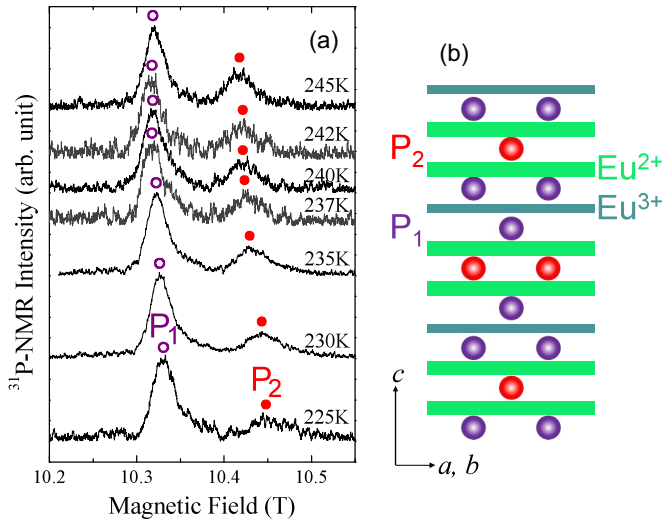 (a)
245K
242K
240K
237K
235K
230K
225K
P₁
P₂
³¹P-NMR Intensity (arb. unit)
10.2 10.3 10.4 10.5
Magnetic Field (T)
(b)
P₂
Eu²⁺
Eu³⁺
P₁
c
a, b